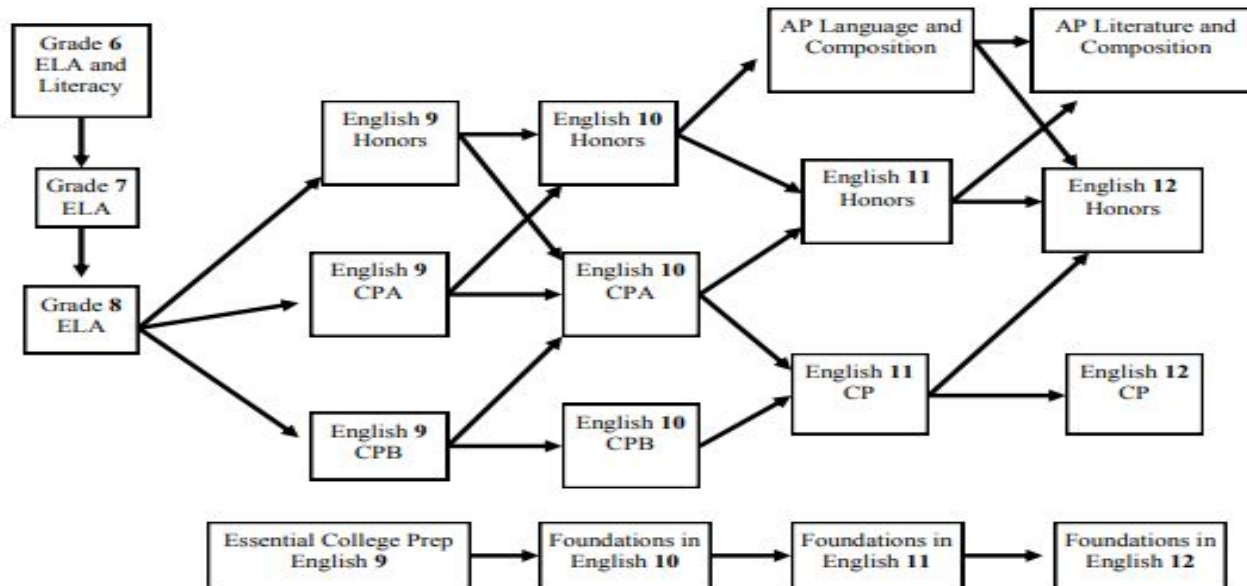 Grade 6
ELA and
Literacy
Grade 7
ELA
Grade 8
ELA
English 9
Honors
English 9
CPA
English 9
CPB
English 10
Honors
English 10
CPA
English 10
CPB
AP Language and
Composition
English 11
Honors
English 11
CP
AP Literature and
Composition
English 12
Honors
English 12
CP
Essential College Prep
English 9
Foundations in
English 10
Foundations in
English 11
Foundations in
English 12